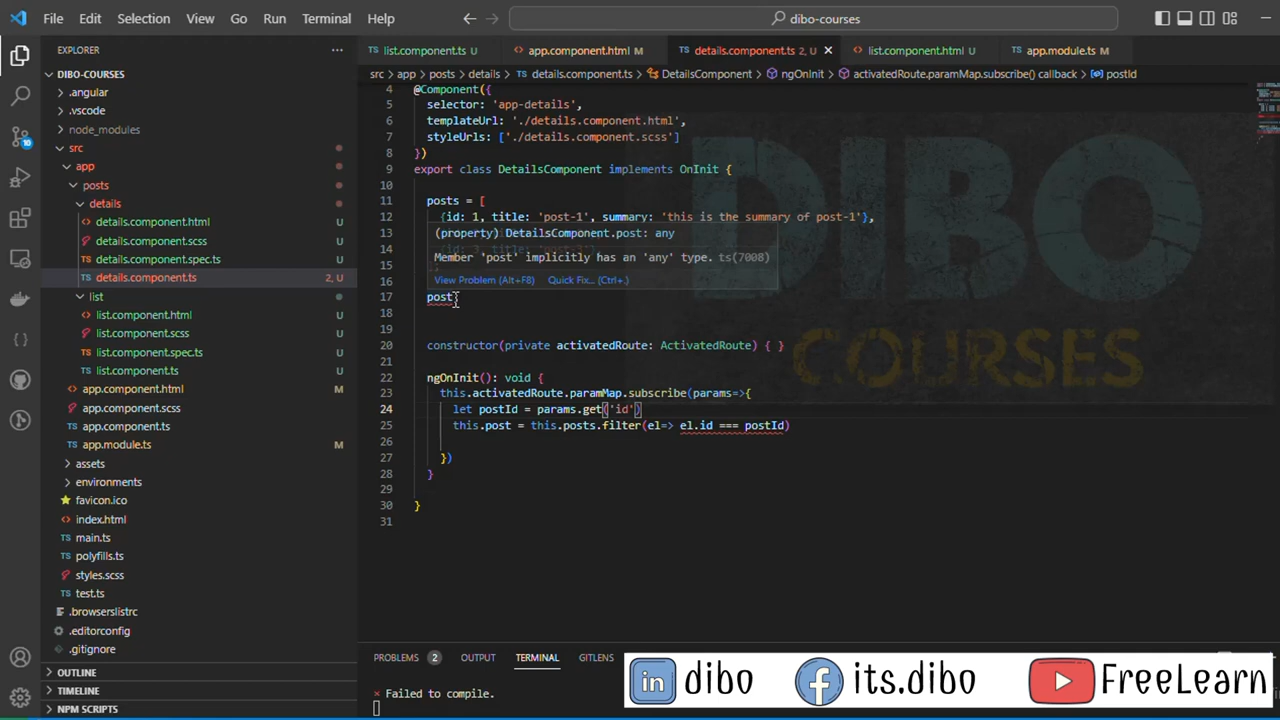 File Edit Selection View Go Run Terminal Help
dibo-courses
EXPLORER
DIBO-COURSES
.angular
.vscode
node_modules
src
app
posts
details
details.component.html U
details.component.scss U
details.component.spec.ts U
details.component.ts 2, U
list
list.component.html U
list.component.scss U
list.component.spec.ts U
list.component.ts U
app.component.html M
app.component.scss
app.component.ts
app.module.ts M
assets
environments
favicon.ico
index.html
main.ts
polyfills.ts
styles.scss
test.ts
.browserslistrc
.editorconfig
.gitignore
OUTLINE
TIMELINE
NPM SCRIPTS
list.component.ts U app.component.html M details.component.ts 2, U list.component.html U app.module.ts M
src > app > posts > details > details.component.ts > DetailsComponent > ngOnInit > activatedRoute.paramMap.subscribe() callback > postId
4 @Component({
5 selector: 'app-details',
6 templateUrl: './details.component.html',
7 styleUrls: ['./details.component.scss']
8 })
9 export class DetailsComponent implements OnInit {
10
11 posts = [
12 {id: 1, title: 'post-1', summary: 'this is the summary of post-1'},
13 (property) DetailsComponent.post: any
14
Member 'post' implicitly has an 'any' type. ts(7008)
15
16 View Problem (Alt+F8) Quick Fix... (Ctrl+.)
17 post
18
19
20 constructor(private activatedRoute: ActivatedRoute) { }
21
22 ngOnInit(): void {
23 this.activatedRoute.paramMap.subscribe(params=>{
24 let postId = params.get('id')
25 this.post = this.posts.filter(el=> el.id === postId)
26
27 })
28 }
29
30 }
31
DIBO
COURSES
PROBLEMS 2 OUTPUT TERMINAL GITLENS
× Failed to compile.
in dibo f its.dibo FreeLearn